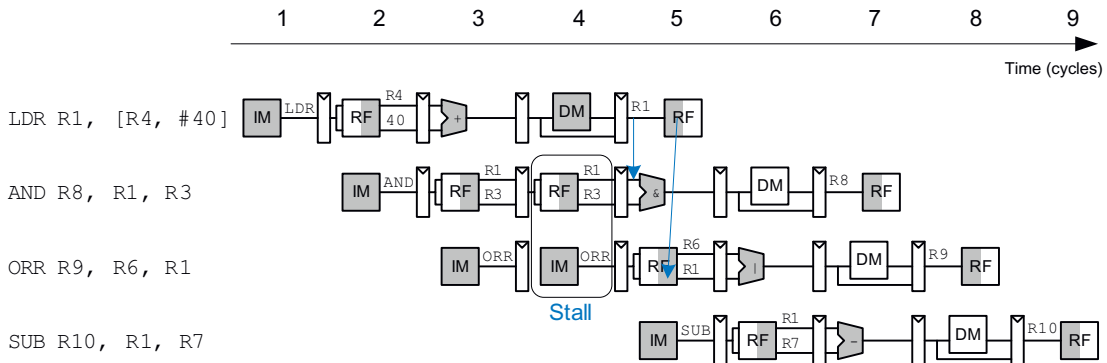 1 2 3 4 5 6 7 8 9
Time (cycles)
LDR R1, [R4, #40] IM LDR RF R4 40 + DM R1 RF
AND R8, R1, R3 IM AND RF R1 R3 RF R1 R3 & DM R8 RF
ORR R9, R6, R1 IM ORR IM ORR RF R6 R1 | DM R9 RF
Stall
SUB R10, R1, R7 IM SUB RF R1 R7 - DM R10 RF